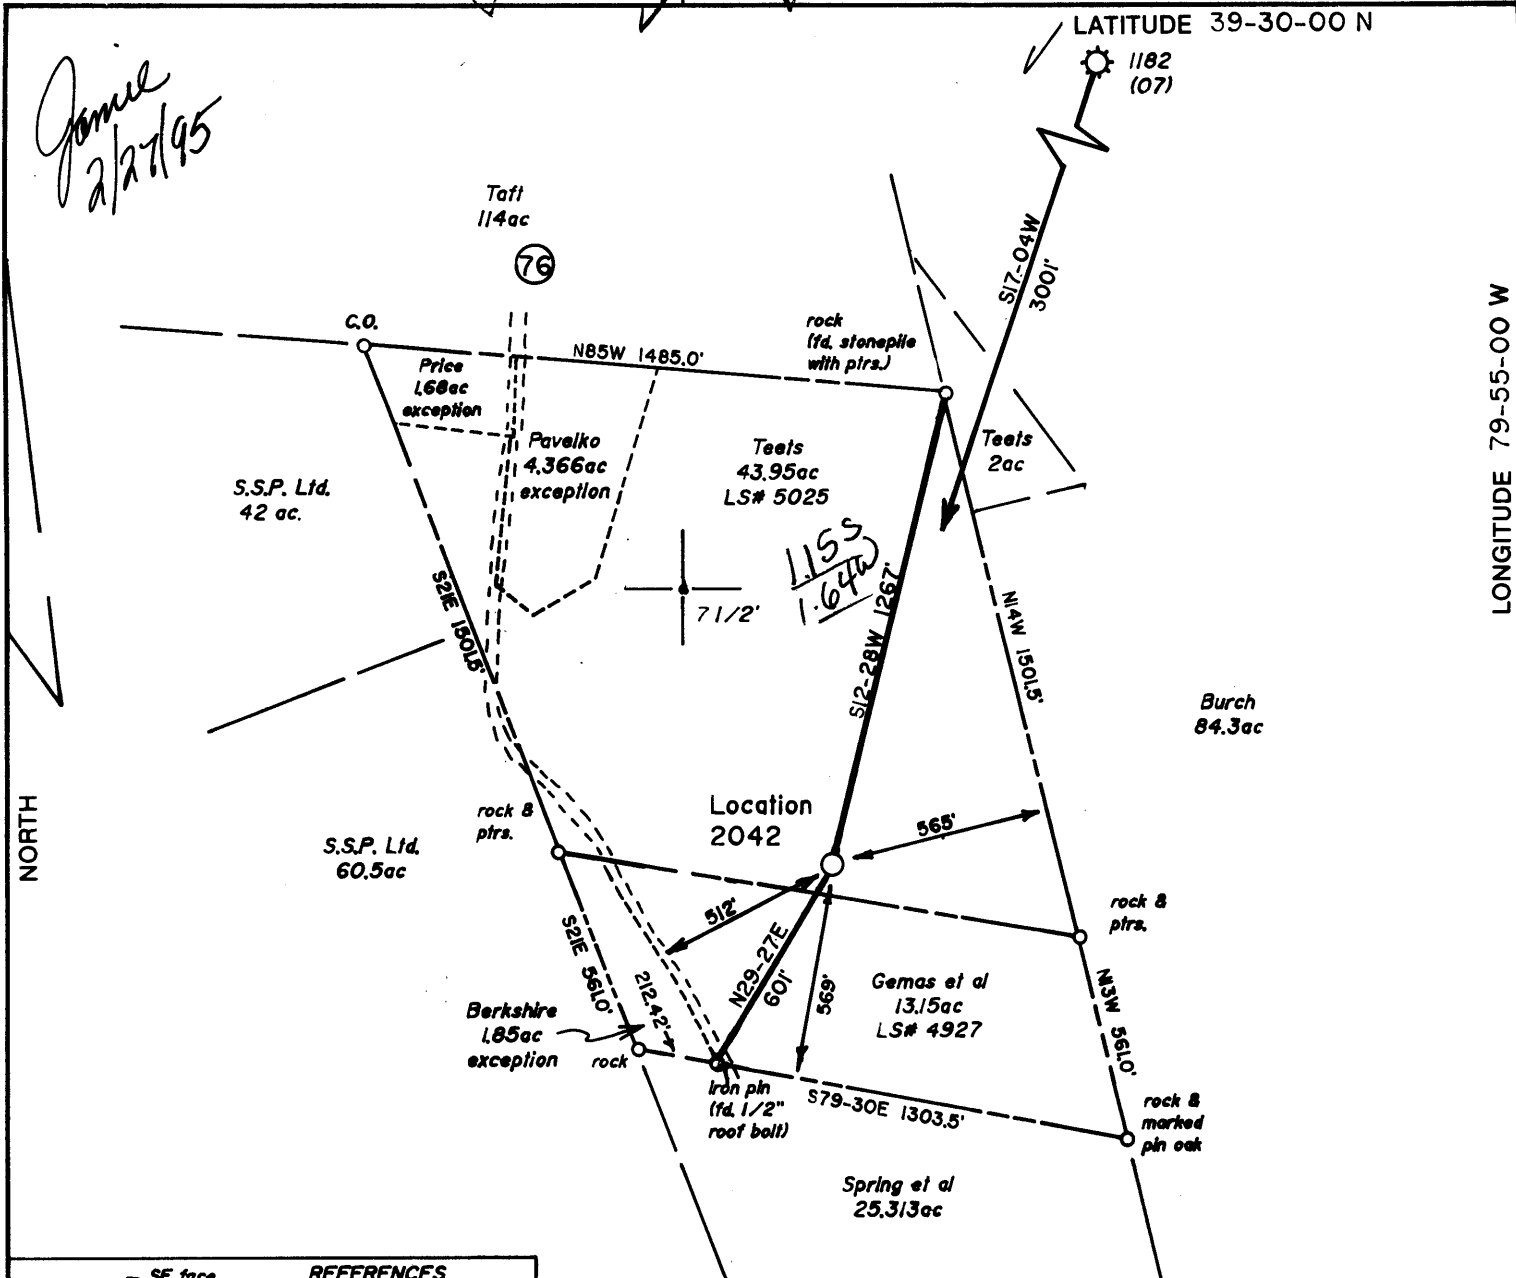 LATITUDE 39-30-00 N
1182
(07)
Jamie
2/27/95
Taft
114ac
76
S17-04W
3001'
LONGITUDE 79-55-00 W
C.O.
N85W 1485.0'
rock
(fd. stonepile
with ptrs.)
Price
1.68ac
exception
Pavelko
4.366ac
exception
Teets
43.95ac
LS# 5025
Teets
2ac
S.S.P. Ltd.
42 ac.
1.15S
1.64W
7 1/2'
S21E 1501.5'
S12-28W 1267'
N14W 1501.5'
Burch
84.3ac
NORTH
rock &
ptrs.
Location
2042
565'
S.S.P. Ltd.
60.5ac
512'
rock &
ptrs.
S21E 561.0'
212.42'
N29-27E
601'
569'
Gemas et al
13.15ac
LS# 4927
N13W 561.0'
Berkshire
1.85ac
exception
rock
iron pin
(fd. 1/2"
roof bolt)
S79-30E 1303.5'
rock &
marked
pin oak
Spring et al
25.313ac
SE face
REFERENCES